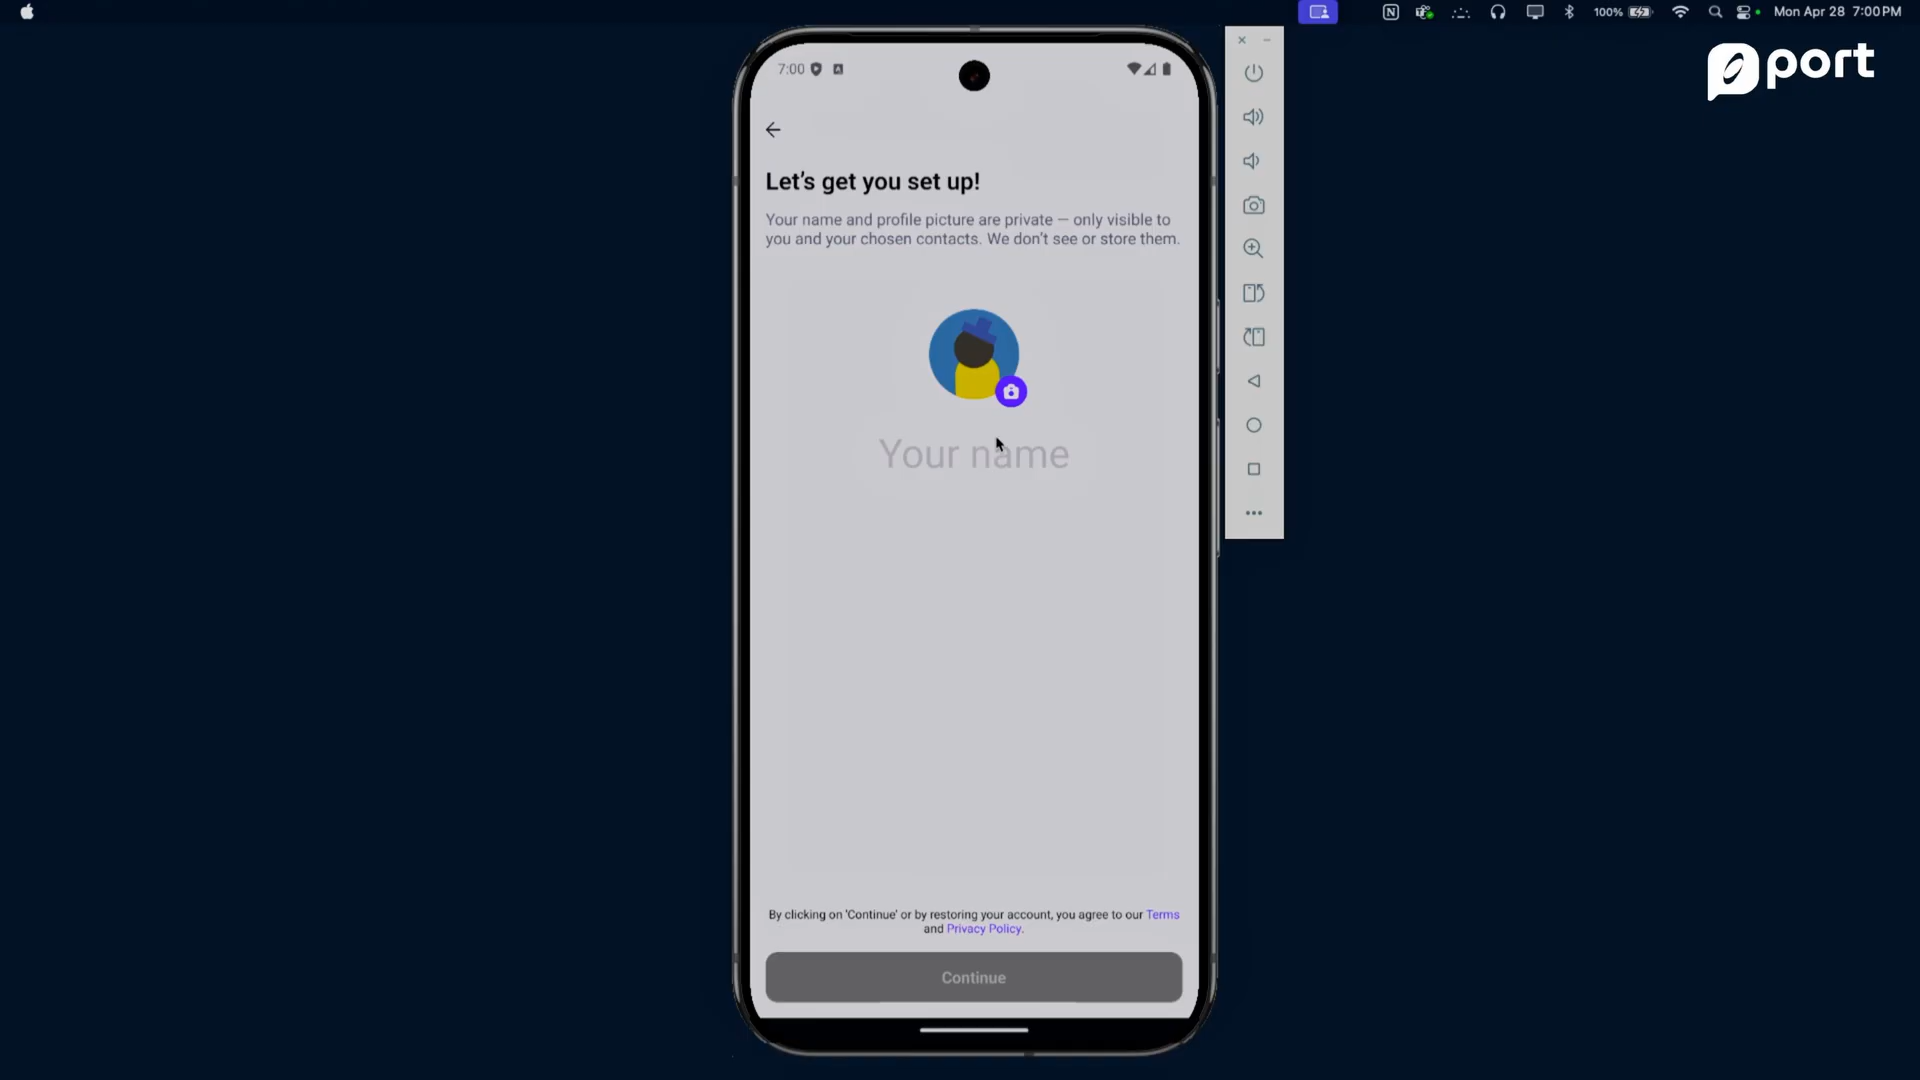 100%
Mon Apr 28 7:00 PM
port
7:00
Let's get you set up!
Your name and profile picture are private — only visible to
you and your chosen contacts. We don't see or store them.
Your name
By clicking on 'Continue' or by restoring your account, you agree to our Terms
and Privacy Policy.
Continue